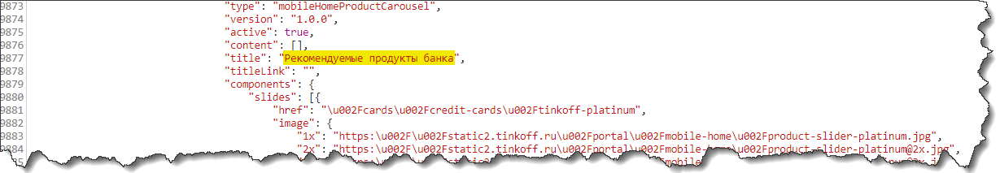 9873 "type": "mobileHomeProductCarousel",
9874 "version": "1.0.0",
9875 "active": true,
9876 "content": [],
9877 "title": "Рекомендуемые продукты банка",
9878 "titleLink": "",
9879 "components": {
9880 "slides": [{
9881 "href": "\u002Fcards\u002Fcredit-cards\u002Ftinkoff-platinum",
9882 "image": {
9883 "1x": "https:\u002F\u002Fstatic2.tinkoff.ru\u002Fportal\u002Fmobile-home\u002Fproduct-slider-platinum.jpg",
9884 "2x": "https:\u002F\u002Fstatic2.tinkoff.ru\u002Fportal\u002Fmobile-home\u002Fproduct-slider-platinum@2x.jpg",